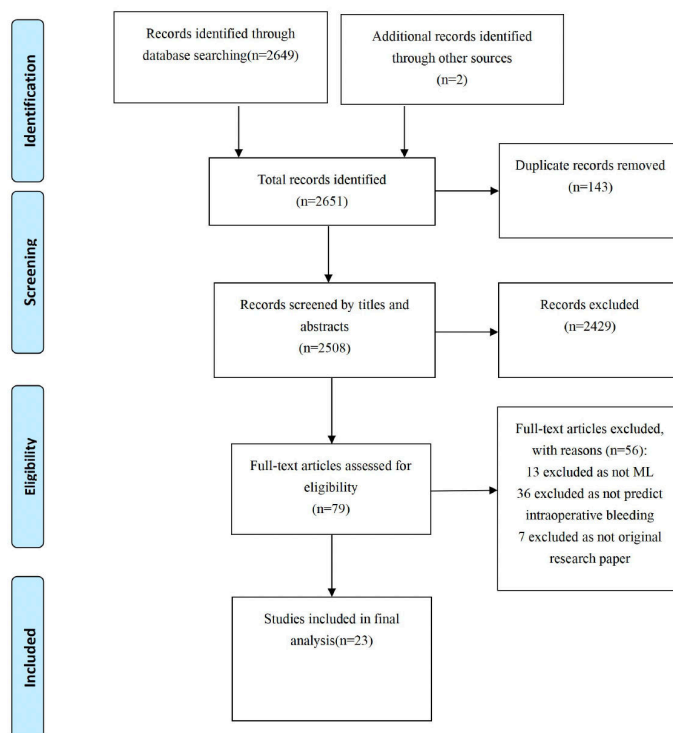 Identification
Records identified through
database searching(n=2649)
Additional records identified
through other sources
(n=2)
Total records identified
(n=2651)
Duplicate records removed
(n=143)
Screening
Records screened by titles and
abstracts
(n=2508)
Records excluded
(n=2429)
Eligibility
Full-text articles assessed for
eligibility
(n=79)
Full-text articles excluded,
with reasons (n=56):
13 excluded as not ML
36 excluded as not predict
intraoperative bleeding
7 excluded as not original
research paper
Included
Studies included in final
analysis(n=23)